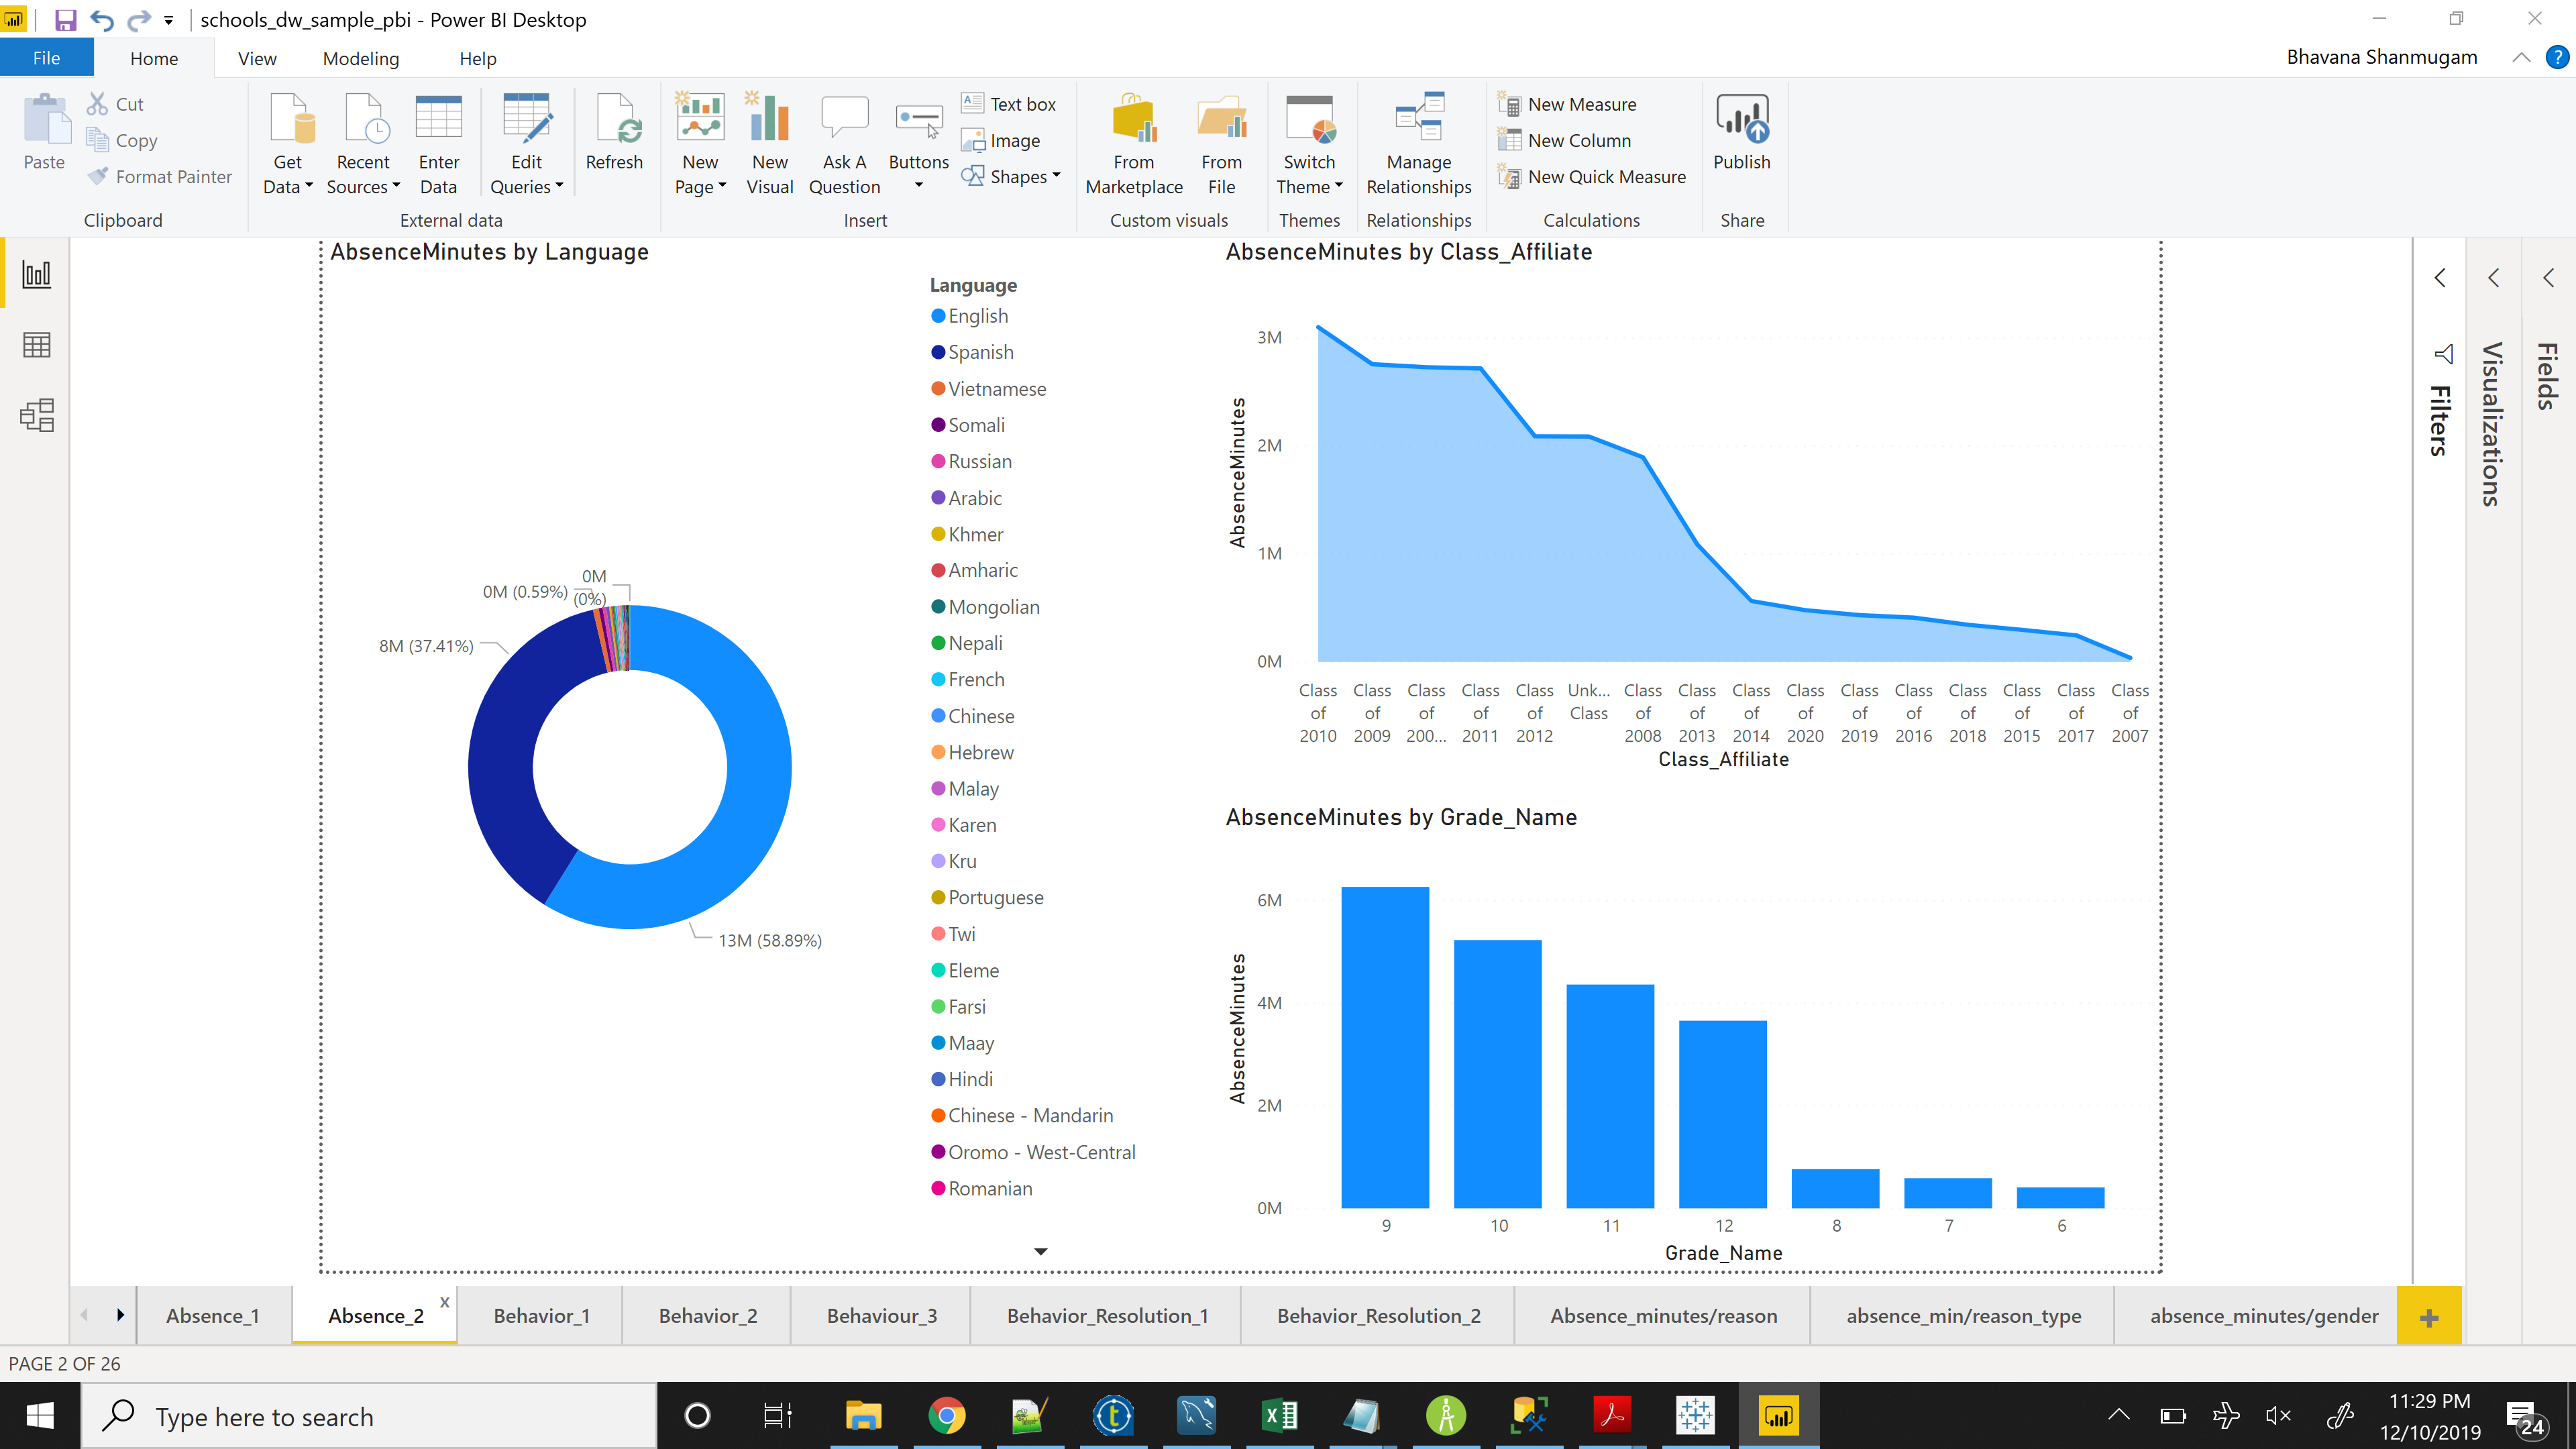 schools_dw_sample_pbi - Power BI Desktop
File
Home
View
Modeling
Help
Bhavana Shanmugam
?
Paste
Cut
Copy
Format Painter
Clipboard
Get
Data
Recent
Sources
Enter
Data
Edit
Queries
Refresh
External data
New
Page
New
Visual
Ask A
Question
Buttons
Text box
Image
Shapes
Insert
From
Marketplace
From
File
Custom visuals
Switch
Theme
Themes
Manage
Relationships
Relationships
New Measure
New Column
New Quick Measure
Calculations
Publish
Share
AbsenceMinutes by Language
0M
0M (0.59%)
(0%)
8M (37.41%)
13M (58.89%)
Language
English
Spanish
Vietnamese
Somali
Russian
Arabic
Khmer
Amharic
Mongolian
Nepali
French
Chinese
Hebrew
Malay
Karen
Kru
Portuguese
Twi
Eleme
Farsi
Maay
Hindi
Chinese - Mandarin
Oromo - West-Central
Romanian
AbsenceMinutes by Class_Affiliate
AbsenceMinutes
3M
2M
1M
0M
Class of 2010
Class of 2009
Class of 200...
Class of 2011
Class of 2012
Unk... Class
Class of 2008
Class of 2013
Class of 2014
Class of 2020
Class of 2019
Class of 2016
Class of 2018
Class of 2015
Class of 2017
Class of 2007
Class_Affiliate
AbsenceMinutes by Grade_Name
AbsenceMinutes
6M
4M
2M
0M
9 10 11 12 8 7 6
Grade_Name
Filters
Visualizations
Fields
Absence_1
Absence_2
x
Behavior_1
Behavior_2
Behaviour_3
Behavior_Resolution_1
Behavior_Resolution_2
Absence_minutes/reason
absence_min/reason_type
absence_minutes/gender
PAGE 2 OF 26
Type here to search
11:29 PM
12/10/2019
24